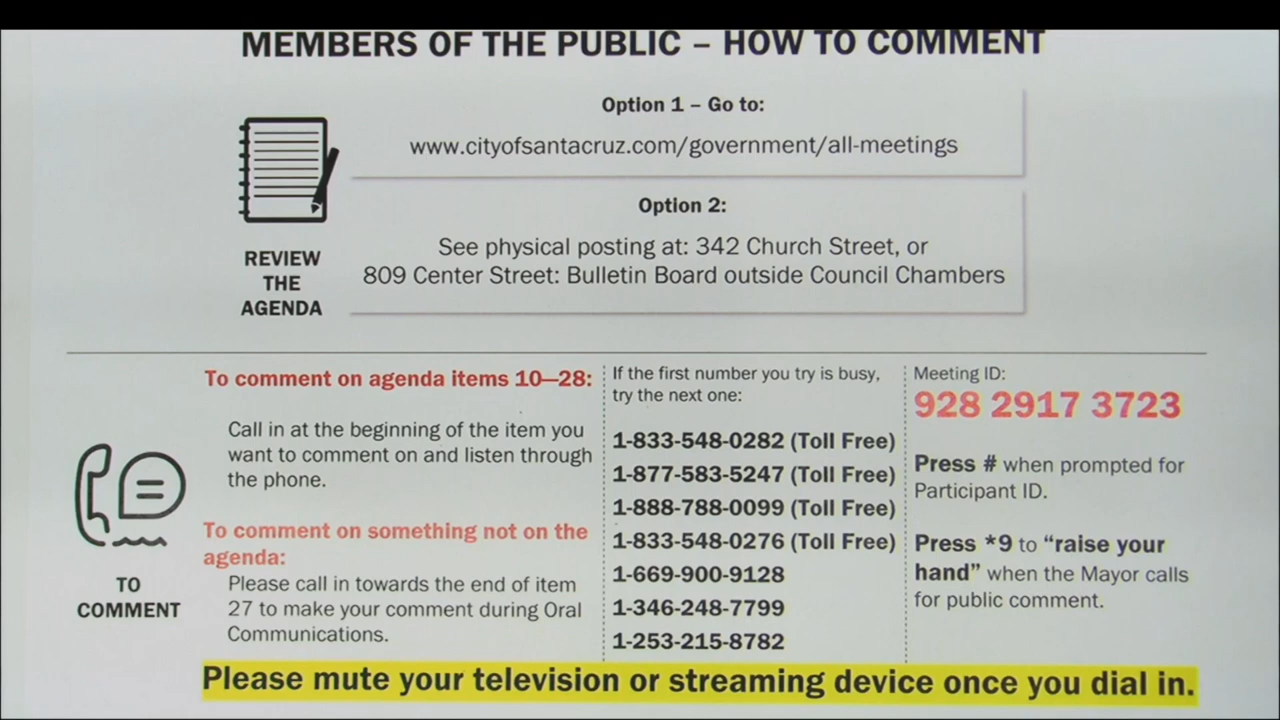 MEMBERS OF THE PUBLIC – HOW TO COMMENT
Option 1 – Go to:
www.cityofsantacruz.com/government/all-meetings
Option 2:
See physical posting at: 342 Church Street, or
809 Center Street: Bulletin Board outside Council Chambers
REVIEW
THE
AGENDA
To comment on agenda items 10—28:
Call in at the beginning of the item you
want to comment on and listen through
the phone.
To comment on something not on the
agenda:
Please call in towards the end of item
27 to make your comment during Oral
Communications.
TO
COMMENT
If the first number you try is busy,
try the next one:
1-833-548-0282 (Toll Free)
1-877-583-5247 (Toll Free)
1-888-788-0099 (Toll Free)
1-833-548-0276 (Toll Free)
1-669-900-9128
1-346-248-7799
1-253-215-8782
Meeting ID:
928 2917 3723
Press # when prompted for
Participant ID.
Press *9 to “raise your
hand” when the Mayor calls
for public comment.
Please mute your television or streaming device once you dial in.